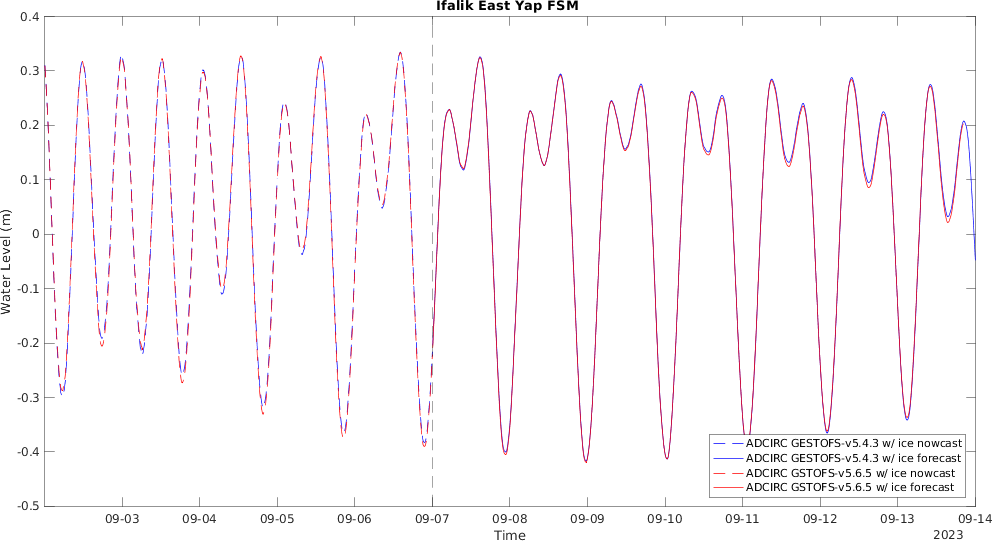 Ifalik East Yap FSM
0.4
0.3
0.2
0.1
0
-0.1
-0.2
-0.3
-0.4
-0.5
Water Level (m)
ADCIRC GESTOFS-v5.4.3 w/ ice nowcast
ADCIRC GESTOFS-v5.4.3 w/ ice forecast
ADCIRC GSTOFS-v5.6.5 w/ ice nowcast
ADCIRC GSTOFS-v5.6.5 w/ ice forecast
09-03 09-04 09-05 09-06 09-07 09-08 09-09 09-10 09-11 09-12 09-13 09-14
Time
2023